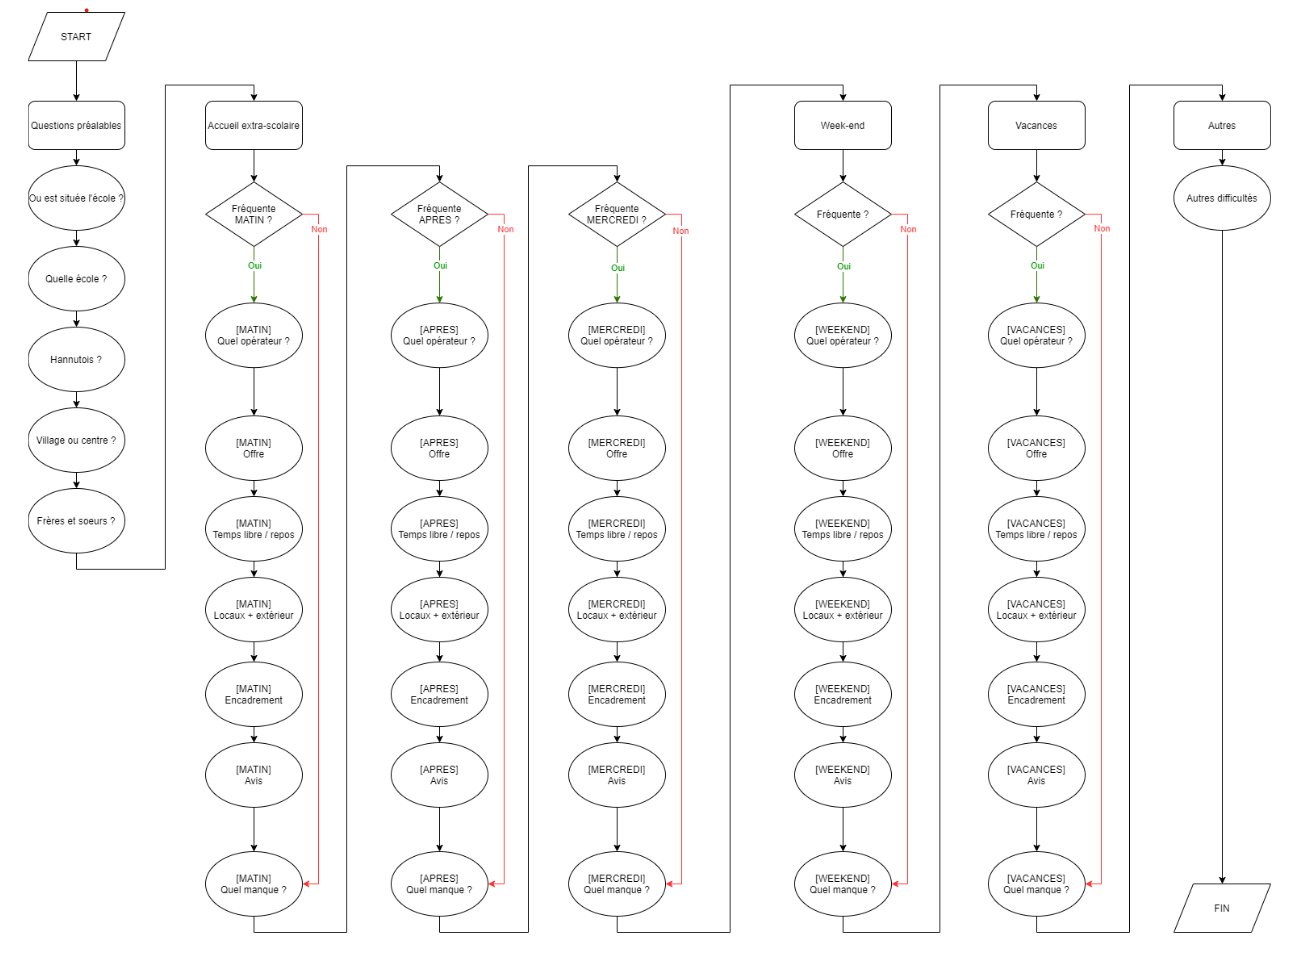 START
Questions préalables
Ou est située l'école ?
Quelle école ?
Hannutois ?
Village ou centre ?
Frères et soeurs ?
Accueil extra-scolaire
Fréquente
MATIN ?
Non
Oui
[MATIN]
Quel opérateur ?
[MATIN]
Offre
[MATIN]
Temps libre / repos
[MATIN]
Locaux + extérieur
[MATIN]
Encadrement
[MATIN]
Avis
[MATIN]
Quel manque ?
Fréquente
APRES ?
Non
Oui
[APRES]
Quel opérateur ?
[APRES]
Offre
[APRES]
Temps libre / repos
[APRES]
Locaux + extérieur
[APRES]
Encadrement
[APRES]
Avis
[APRES]
Quel manque ?
Fréquente
MERCREDI ?
Non
Oui
[MERCREDI]
Quel opérateur ?
[MERCREDI]
Offre
[MERCREDI]
Temps libre / repos
[MERCREDI]
Locaux + extérieur
[MERCREDI]
Encadrement
[MERCREDI]
Avis
[MERCREDI]
Quel manque ?
Week-end
Fréquente ?
Non
Oui
[WEEKEND]
Quel opérateur ?
[WEEKEND]
Offre
[WEEKEND]
Temps libre / repos
[WEEKEND]
Locaux + extérieur
[WEEKEND]
Encadrement
[WEEKEND]
Avis
[WEEKEND]
Quel manque ?
Vacances
Fréquente ?
Non
Oui
[VACANCES]
Quel opérateur ?
[VACANCES]
Offre
[VACANCES]
Temps libre / repos
[VACANCES]
Locaux + extérieur
[VACANCES]
Encadrement
[VACANCES]
Avis
[VACANCES]
Quel manque ?
Autres
Autres difficultés
FIN